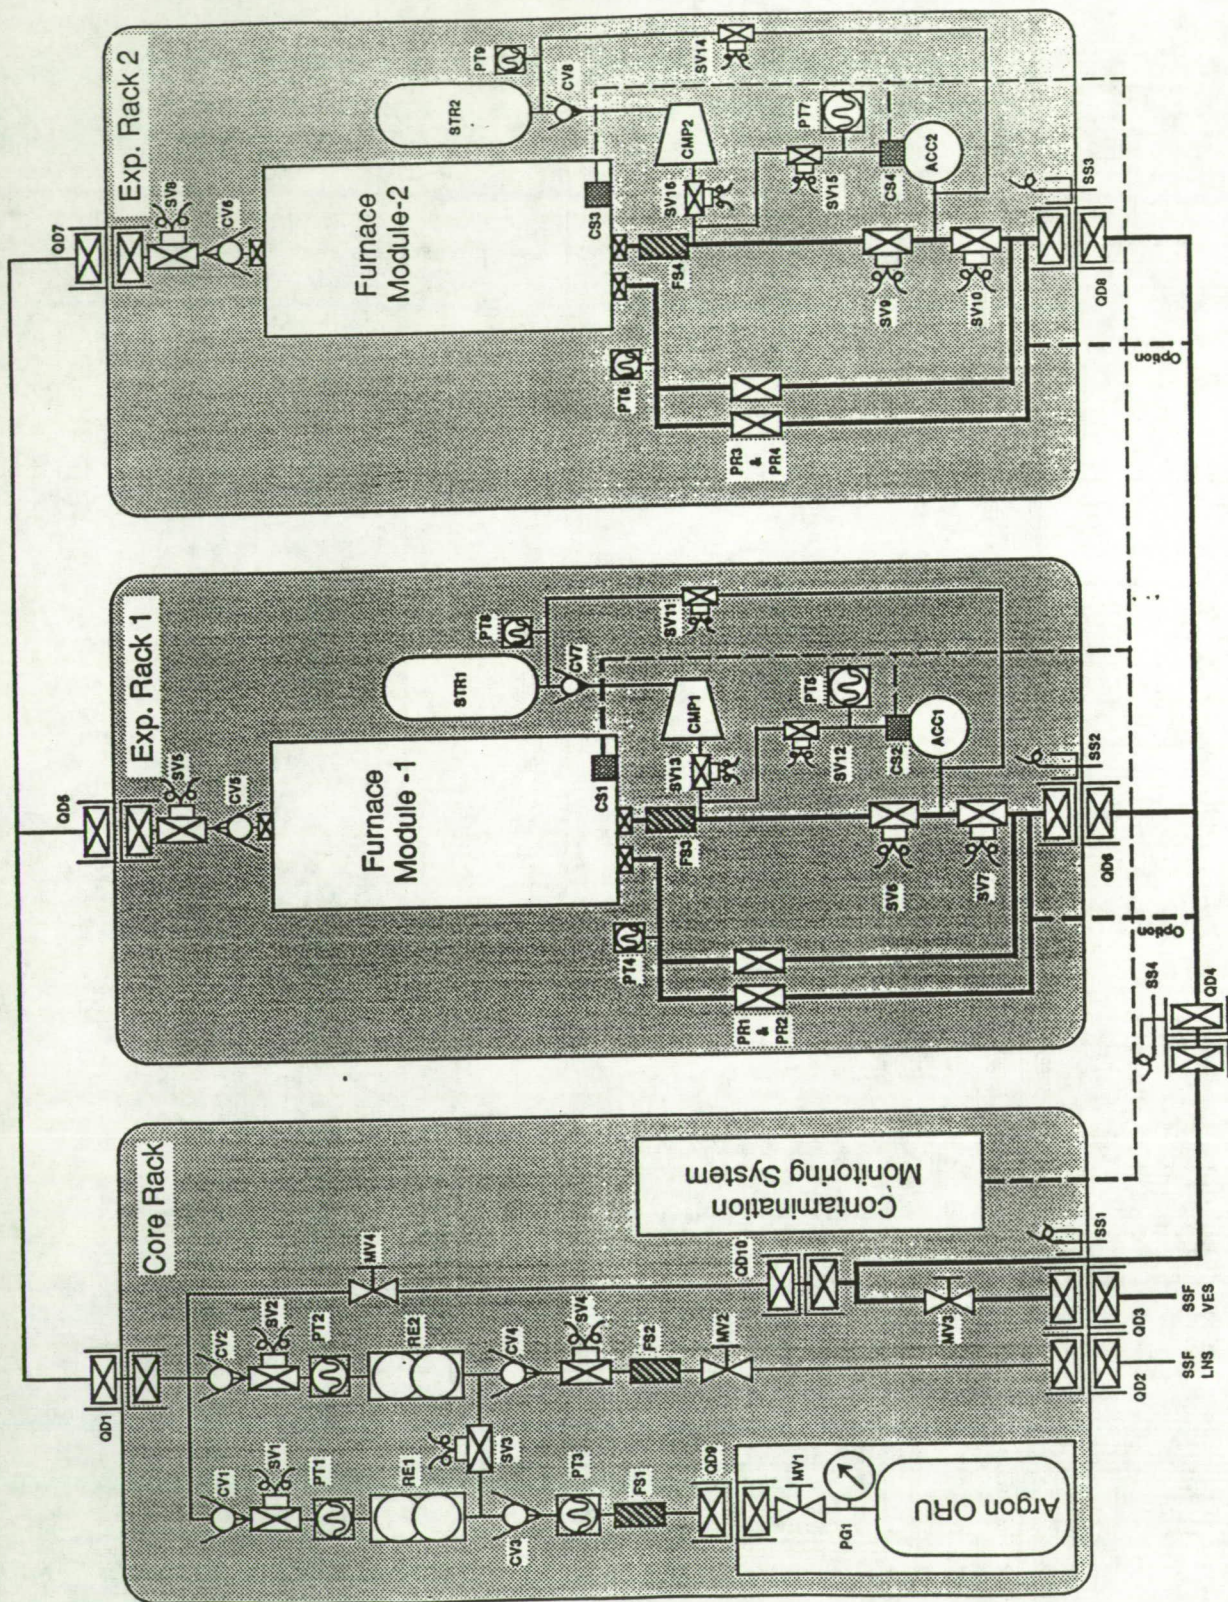 Exp. Rack 2
QD7
SV8
CV6
Furnace
Module-2
STR2
PT9
CV8
SV14
CMP2
PT7
SV16
SV15
CS3
CS4
ACC2
FS4
SV9
SV10
SS3
QD8
PT6
PR3
&
PR4
Option
Exp. Rack 1
QD5
SV5
CV5
Furnace
Module -1
STR1
PT8
CV7
SV11
CMP1
PT5
SV13
SV12
CS1
CS2
ACC1
FS3
SV6
SV7
SS2
QD6
PT4
PR1
&
PR2
Option
SS4
QD4
Core Rack
QD1
MV4
CV2
SV2
PT2
RE2
CV4
SV4
FS2
MV2
QD10
Contamination
Monitoring System
SS1
MV3
QD3
SSF
VES
QD2
SSF
LNS
CV1
SV1
PT1
RE1
SV3
CV3
PT3
FS1
QD9
MV1
PG1
Argon ORU